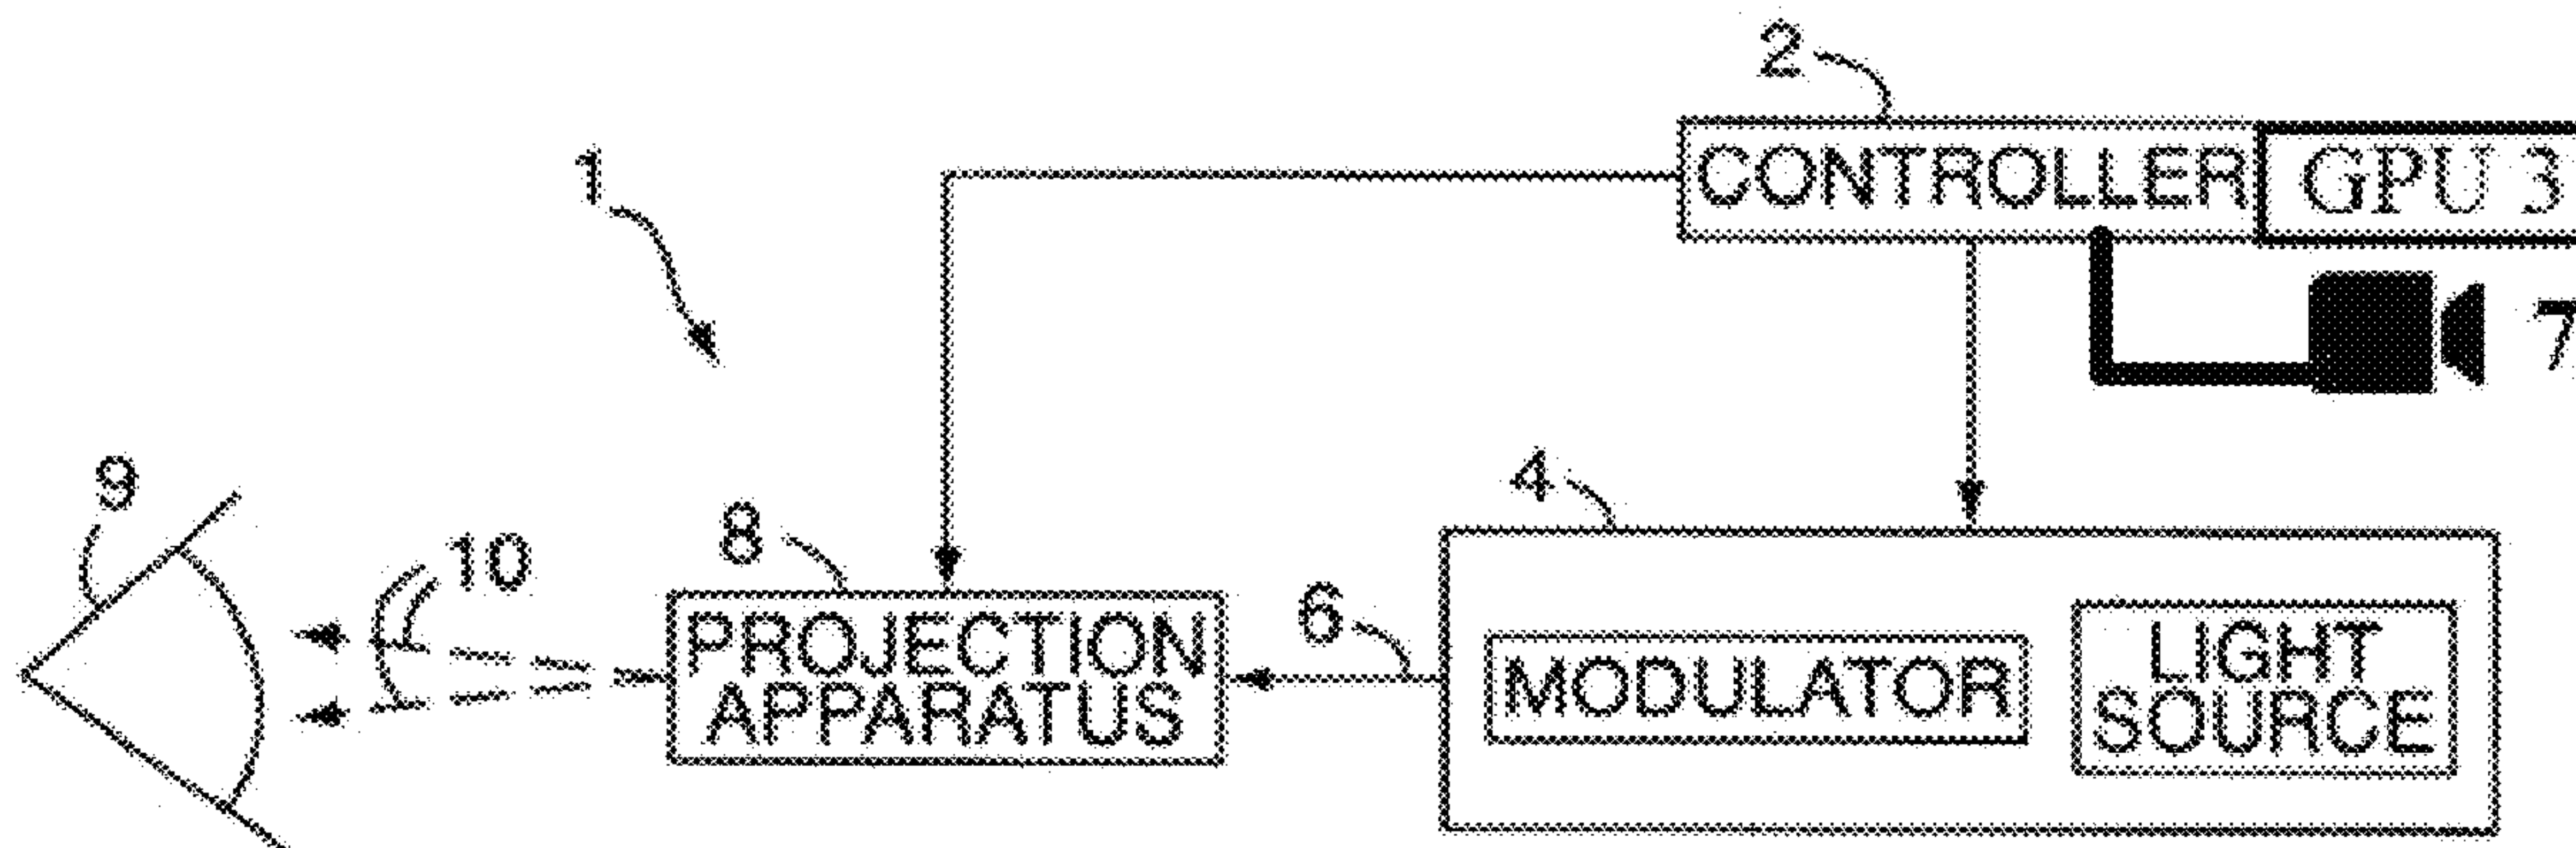 2
1
CONTROLLER
GPU 3
7
9
8
10
4
6
PROJECTION
APPARATUS
MODULATOR
LIGHT
SOURCE